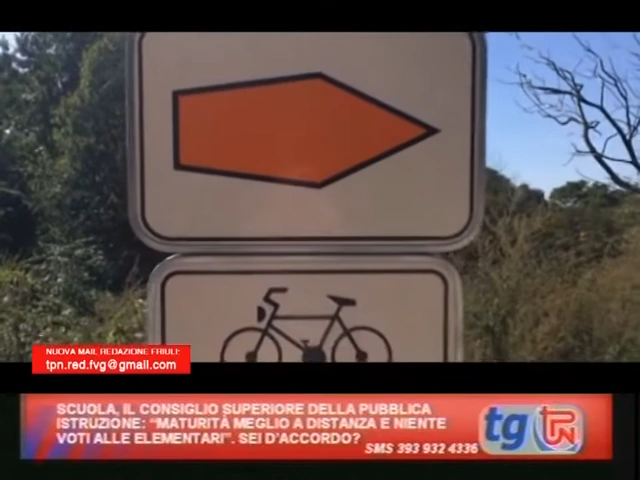 NUOVA MAIL REDAZIONE FRIULI:
tpn.red.fvg@gmail.com
SCUOLA, IL CONSIGLIO SUPERIORE DELLA PUBBLICA
ISTRUZIONE: “MATURITÀ MEGLIO A DISTANZA E NIENTE
VOTI ALLE ELEMENTARI”. SEI D’ACCORDO?
SMS 393 932 4336
tg TPN